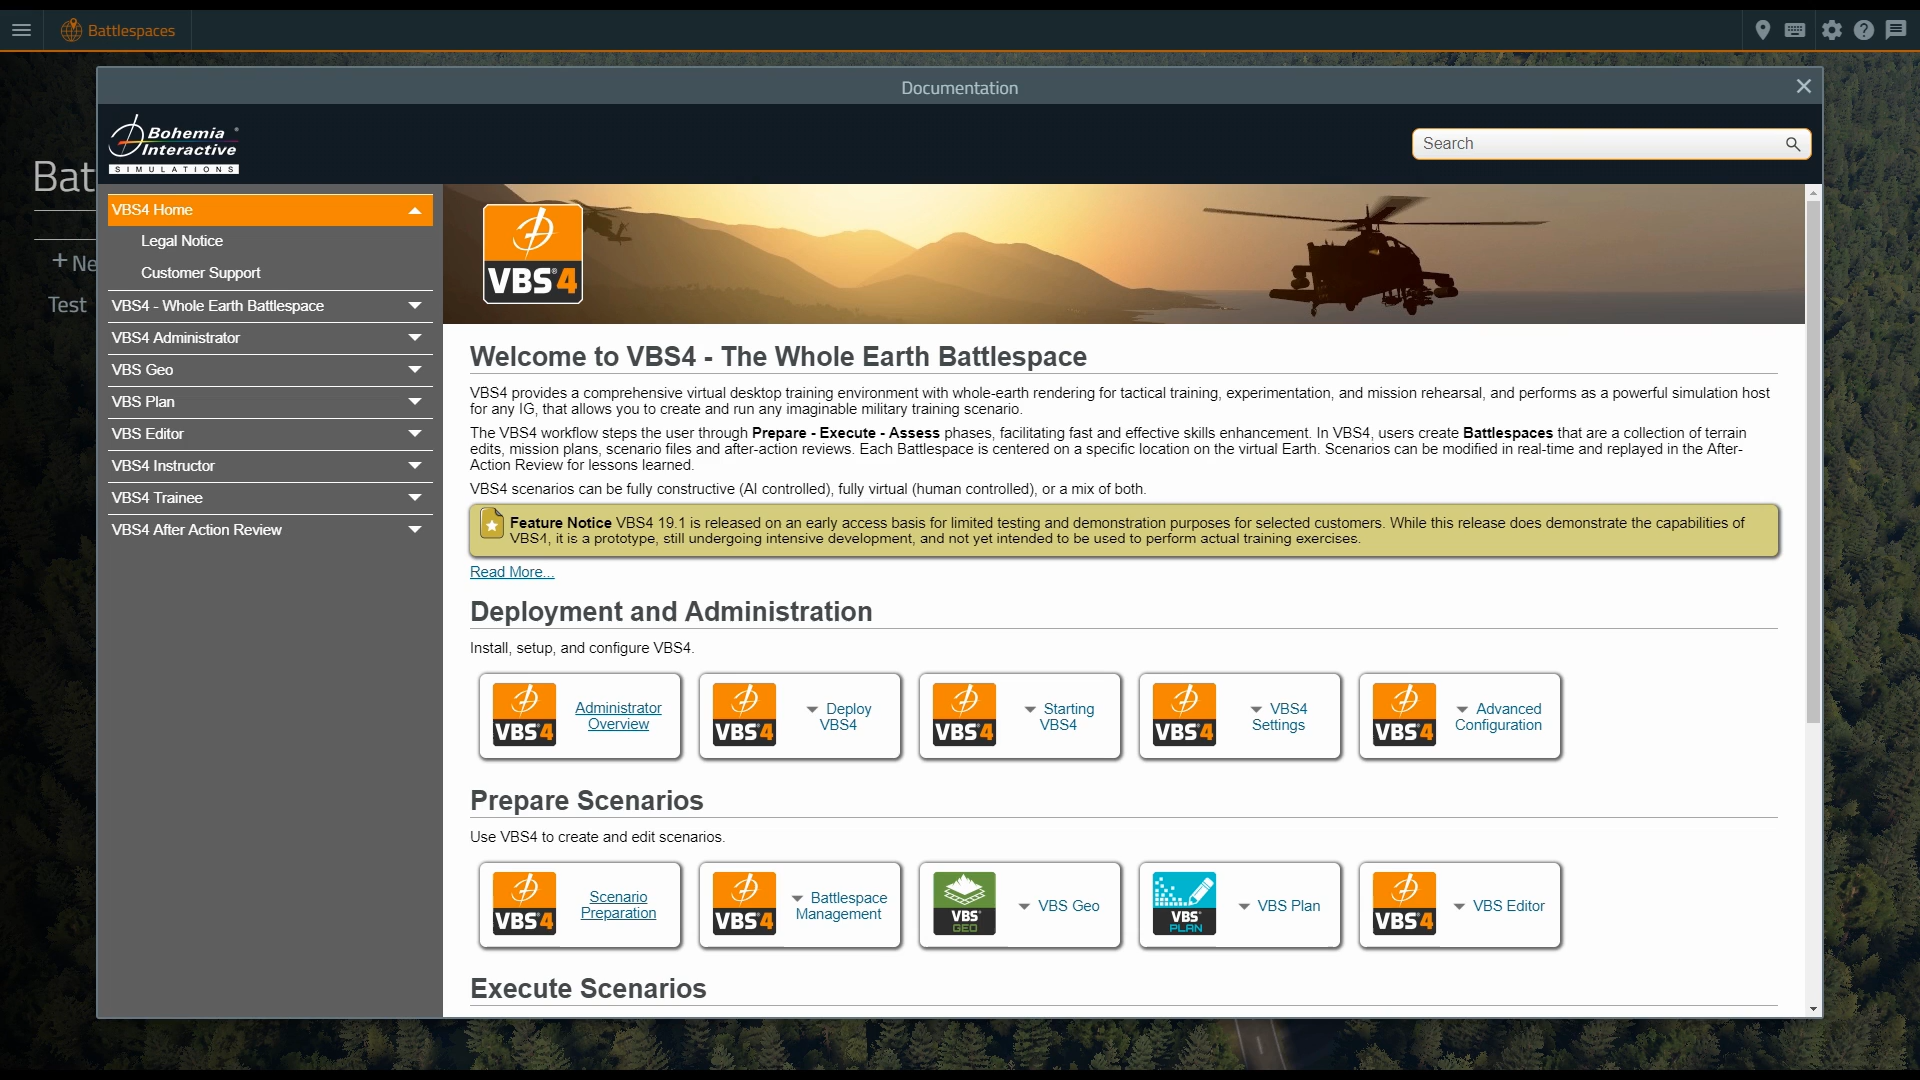 Battlespaces
Documentation
Bohemia
Interactive
SIMULATIONS
Search
Bat
Ne
Test
VBS4 Home
Legal Notice
Customer Support
VBS4 - Whole Earth Battlespace
VBS4 Administrator
VBS Geo
VBS Plan
VBS Editor
VBS4 Instructor
VBS4 Trainee
VBS4 After Action Review
VBS4
Welcome to VBS4 - The Whole Earth Battlespace
VBS4 provides a comprehensive virtual desktop training environment with whole-earth rendering for tactical training, experimentation, and mission rehearsal, and performs as a powerful simulation host
for any IG, that allows you to create and run any imaginable military training scenario.
The VBS4 workflow steps the user through Prepare - Execute - Assess phases, facilitating fast and effective skills enhancement. In VBS4, users create Battlespaces that are a collection of terrain
edits, mission plans, scenario files and after-action reviews. Each Battlespace is centered on a specific location on the virtual Earth. Scenarios can be modified in real-time and replayed in the After-
Action Review for lessons learned.
VBS4 scenarios can be fully constructive (AI controlled), fully virtual (human controlled), or a mix of both.
Feature Notice VBS4 19.1 is released on an early access basis for limited testing and demonstration purposes for selected customers. While this release does demonstrate the capabilities of
VBS4, it is a prototype, still undergoing intensive development, and not yet intended to be used to perform actual training exercises.
Read More...
Deployment and Administration
Install, setup, and configure VBS4.
VBS4
Administrator
Overview
VBS4
Deploy
VBS4
VBS4
Starting
VBS4
VBS4
VBS4
Settings
VBS4
Advanced
Configuration
Prepare Scenarios
Use VBS4 to create and edit scenarios.
VBS4
Scenario
Preparation
VBS4
Battlespace
Management
VBS
GEO
VBS Geo
VBS
PLAN
VBS Plan
VBS4
VBS Editor
Execute Scenarios